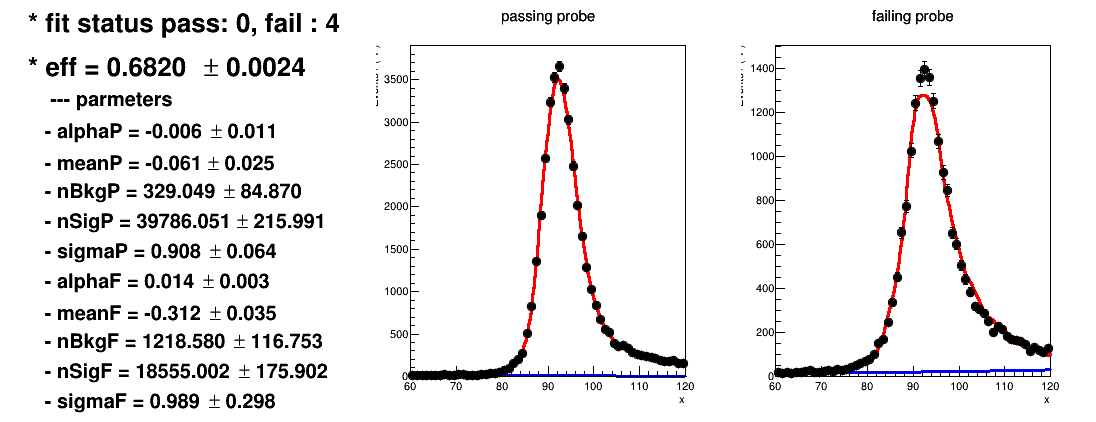 * fit status pass: 0, fail : 4
* eff = 0.6820 ± 0.0024
--- parmeters
- alphaP = -0.006 ± 0.011
- meanP = -0.061 ± 0.025
- nBkgP = 329.049 ± 84.870
- nSigP = 39786.051 ± 215.991
- sigmaP = 0.908 ± 0.064
- alphaF = 0.014 ± 0.003
- meanF = -0.312 ± 0.035
- nBkgF = 1218.580 ± 116.753
- nSigF = 18555.002 ± 175.902
- sigmaF = 0.989 ± 0.298
passing probe
3500
3000
2500
2000
1500
1000
500
0
60 70 80 90 100 110 120
x
failing probe
1400
1200
1000
800
600
400
200
0
60 70 80 90 100 110 120
x